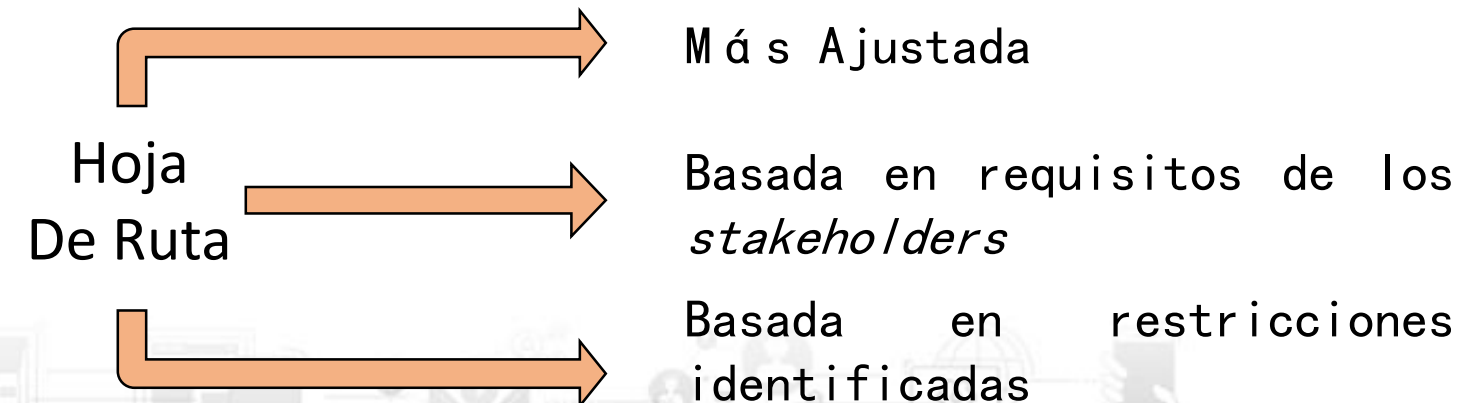 Hoja
De Ruta
Más Ajustada
Basada en requisitos de los
stakeholders
Basada en restricciones
identificadas